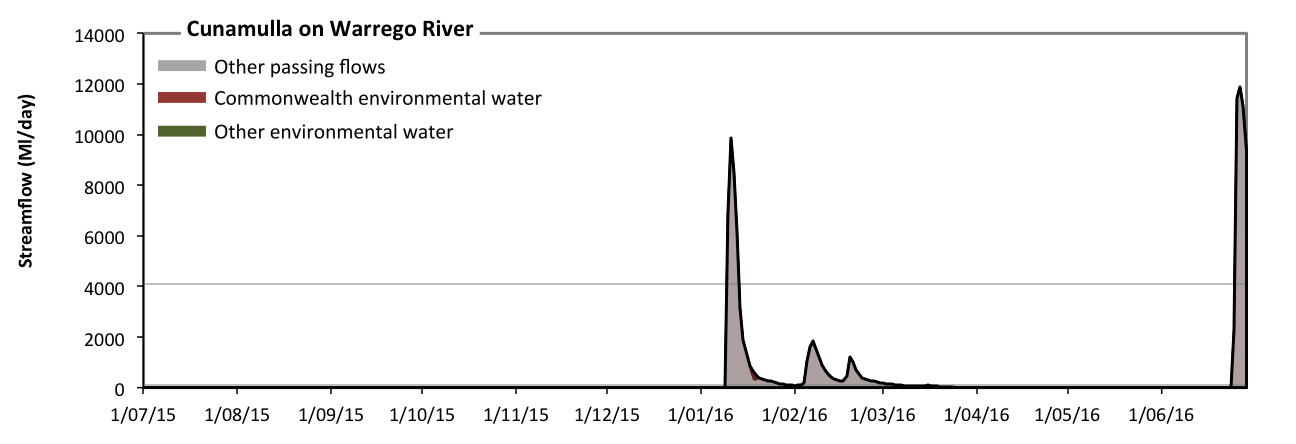 Cunamulla on Warrego River
Streamflow (Ml/day)
14000
12000
10000
8000
6000
4000
2000
0
Other passing flows
Commonwealth environmental water
Other environmental water
1/07/15 1/08/15 1/09/15 1/10/15 1/11/15 1/12/15 1/01/16 1/02/16 1/03/16 1/04/16 1/05/16 1/06/16